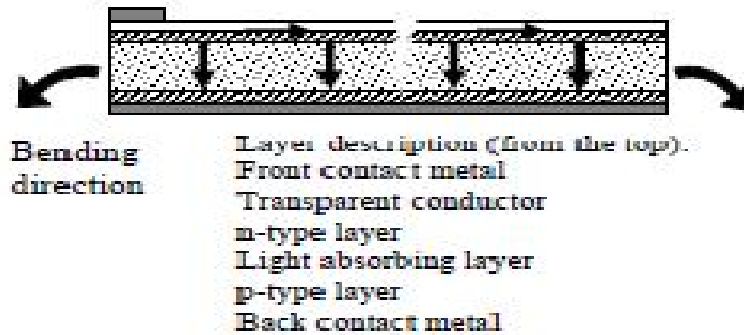 Bending
direction
Layer description (from the top).
Front contact metal
Transparent conductor
n-type layer
Light absorbing layer
p-type layer
Back contact metal